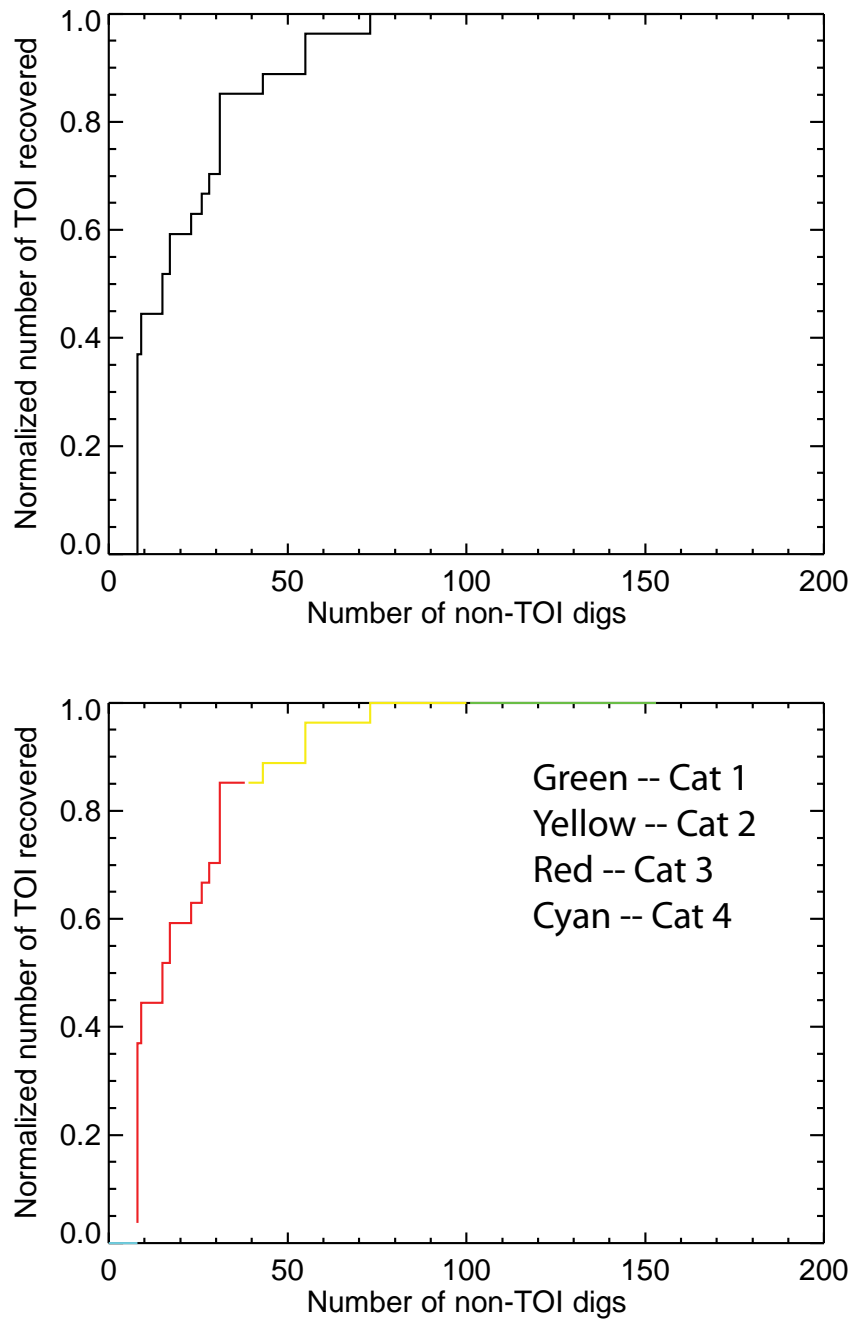 Normalized number of TOI recovered
1.0
0.8
0.6
0.4
0.2
0.0
0 50 100 150 200
Number of non-TOI digs
Normalized number of TOI recovered
1.0
0.8
0.6
0.4
0.2
0.0
Green -- Cat 1
Yellow -- Cat 2
Red -- Cat 3
Cyan -- Cat 4
0 50 100 150 200
Number of non-TOI digs